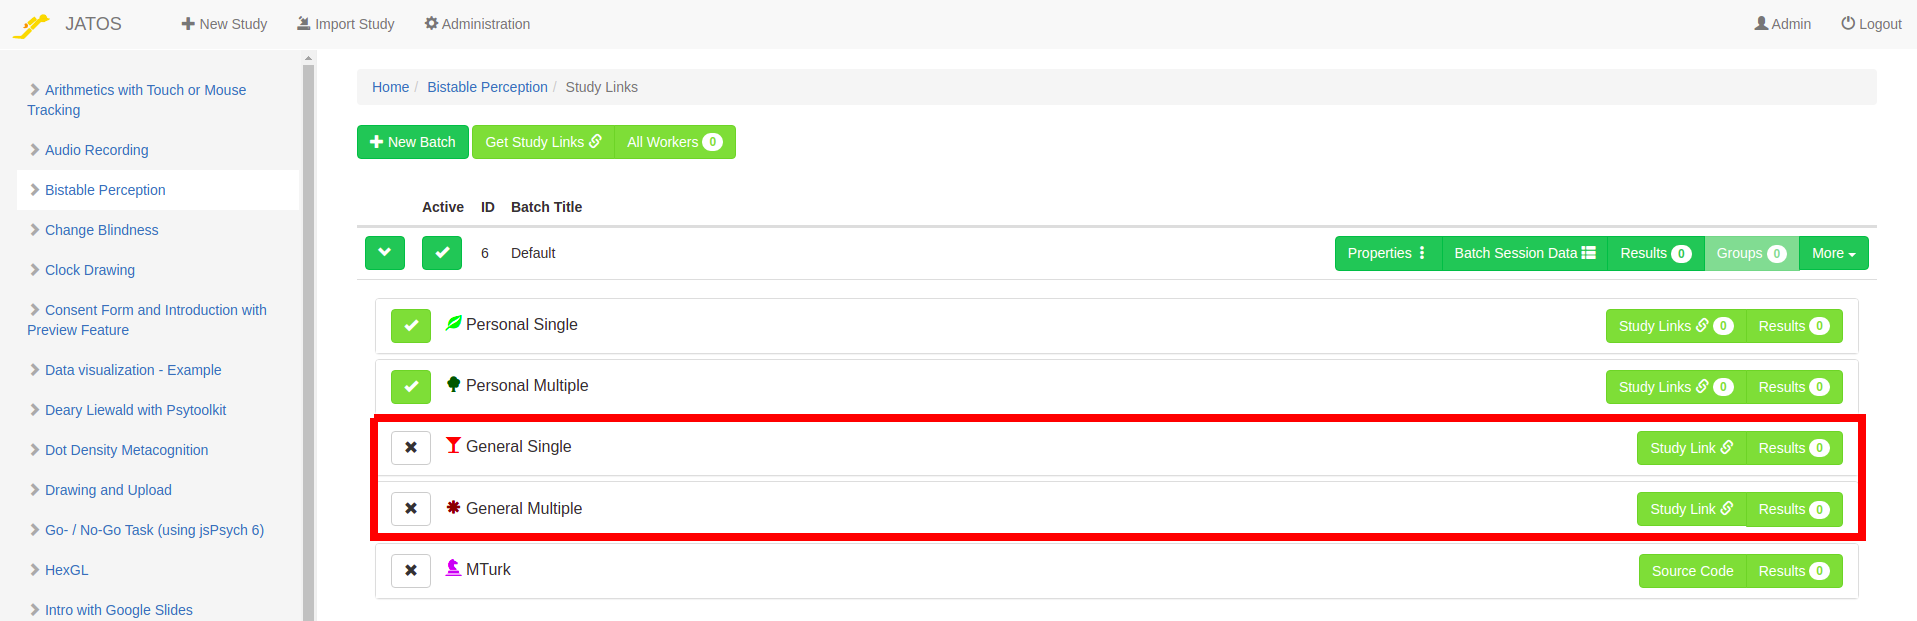 JATOS New Study Import Study Administration Admin Logout
Arithmetics with Touch or Mouse
Tracking
Audio Recording
Bistable Perception
Change Blindness
Clock Drawing
Consent Form and Introduction with
Preview Feature
Data visualization - Example
Deary Liewald with Psytoolkit
Dot Density Metacognition
Drawing and Upload
Go- / No-Go Task (using jsPsych 6)
HexGL
Intro with Google Slides
Home / Bistable Perception / Study Links
New Batch Get Study Links All Workers 0
Active ID Batch Title
6 Default Properties Batch Session Data Results 0 Groups 0 More
Personal Single Study Links 0 Results 0
Personal Multiple Study Links 0 Results 0
General Single Study Link Results 0
General Multiple Study Link Results 0
MTurk Source Code Results 0